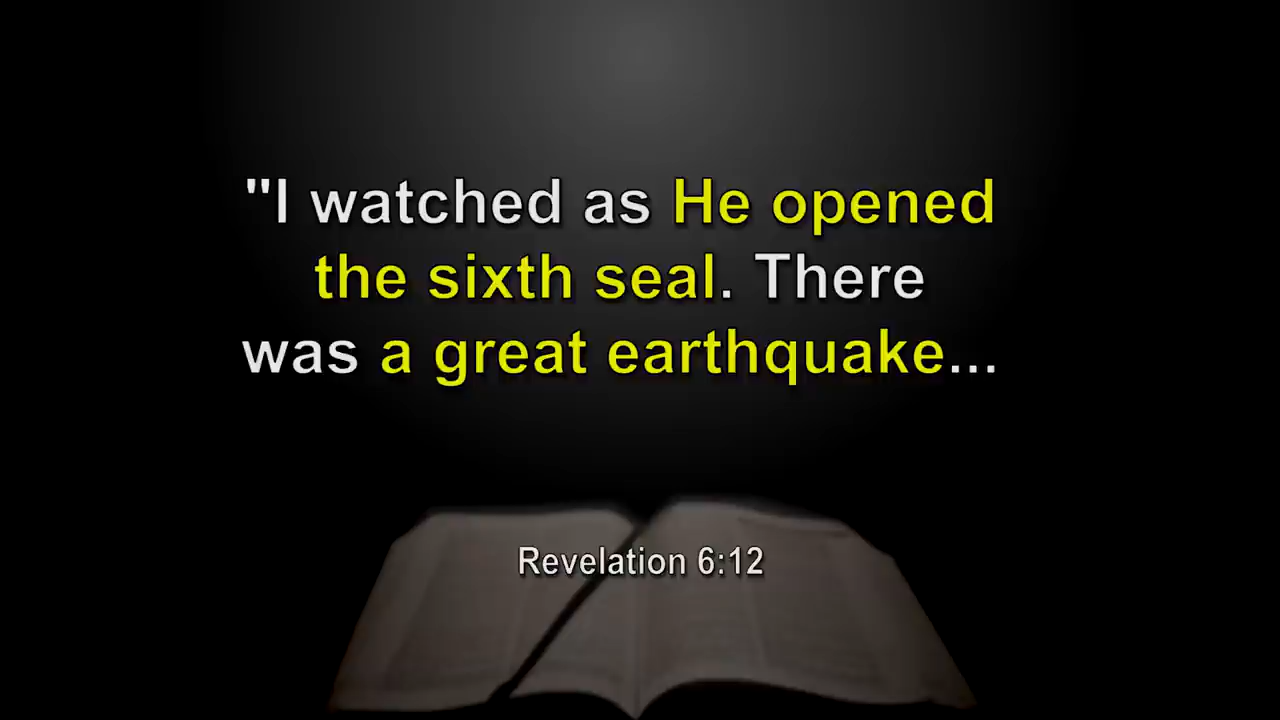 "I watched as He opened
the sixth seal. There
was a great earthquake...
Revelation 6:12